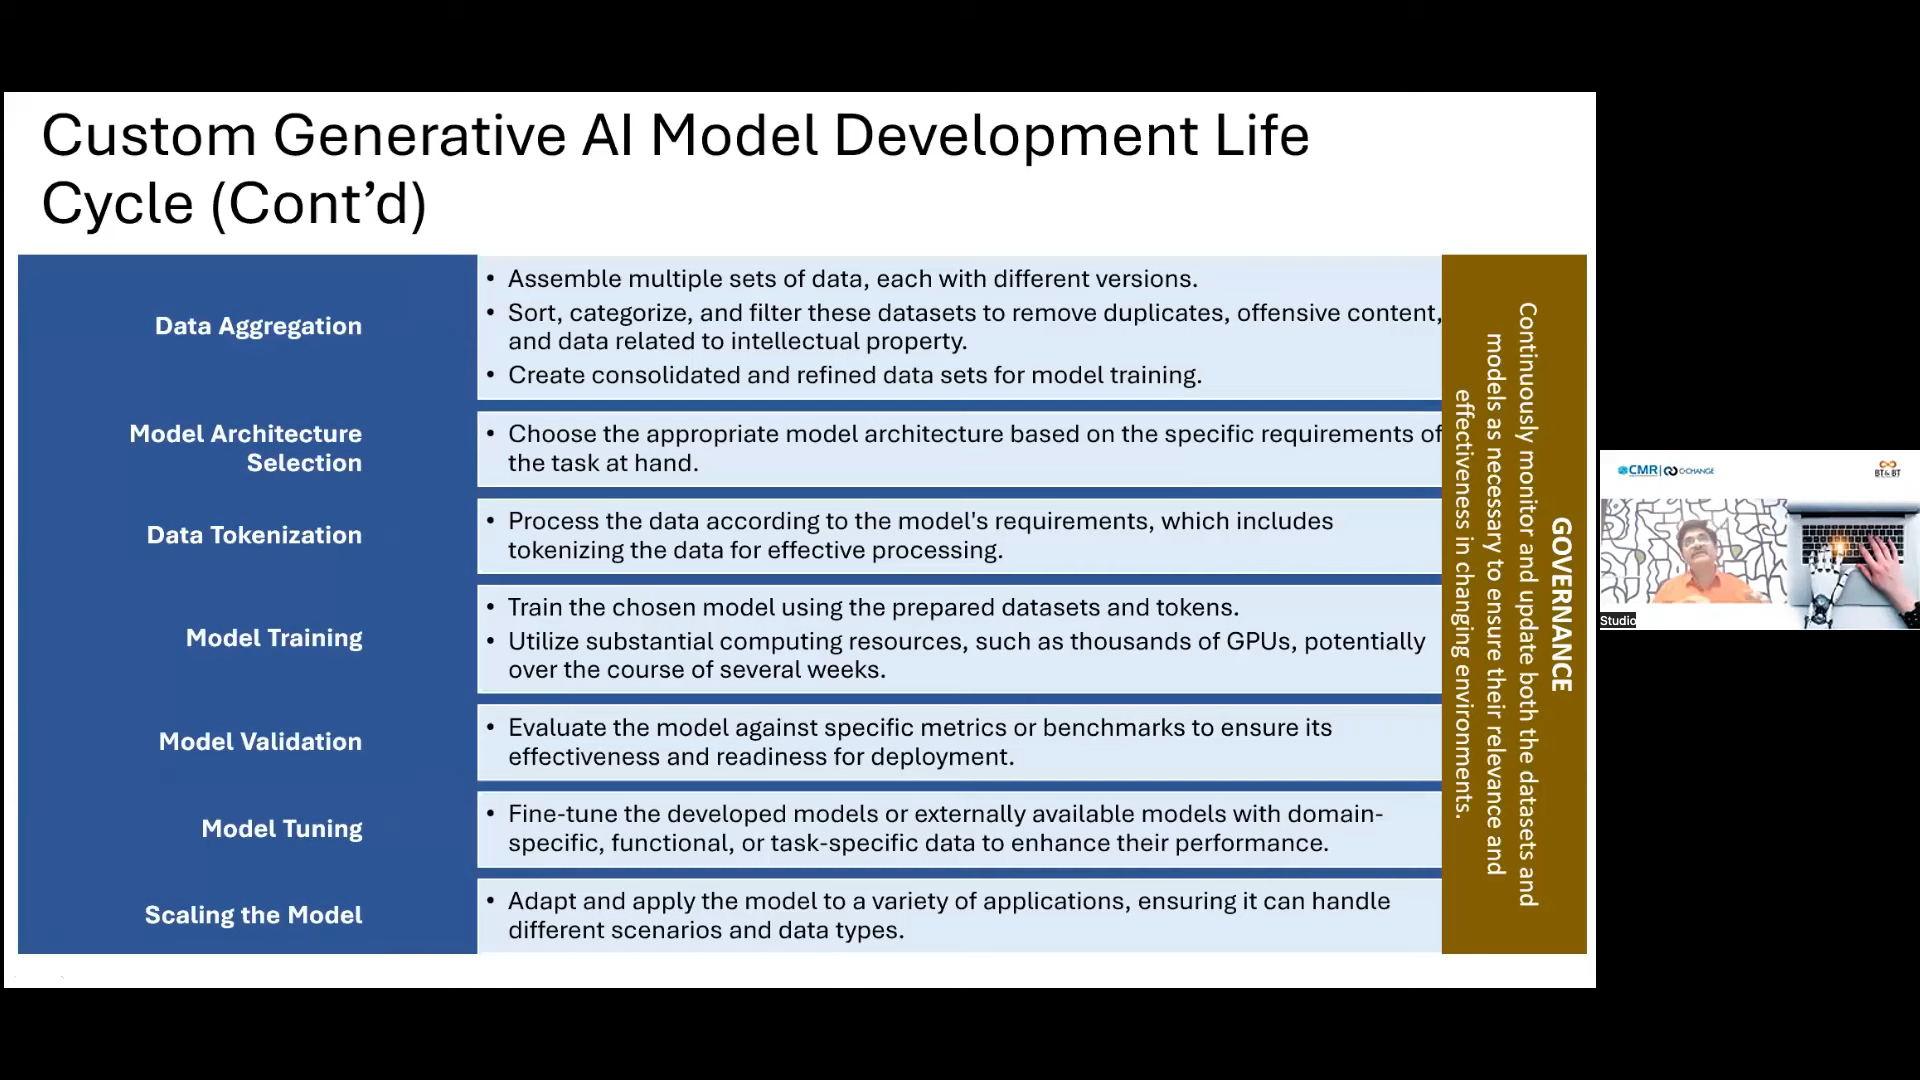 Custom Generative AI Model Development Life
Cycle (Cont’d)
Data Aggregation
• Assemble multiple sets of data, each with different versions.
• Sort, categorize, and filter these datasets to remove duplicates, offensive content,
and data related to intellectual property.
• Create consolidated and refined data sets for model training.
Model Architecture
Selection
• Choose the appropriate model architecture based on the specific requirements of
the task at hand.
Data Tokenization
• Process the data according to the model's requirements, which includes
tokenizing the data for effective processing.
Model Training
• Train the chosen model using the prepared datasets and tokens.
• Utilize substantial computing resources, such as thousands of GPUs, potentially
over the course of several weeks.
Model Validation
• Evaluate the model against specific metrics or benchmarks to ensure its
effectiveness and readiness for deployment.
Model Tuning
• Fine-tune the developed models or externally available models with domain-
specific, functional, or task-specific data to enhance their performance.
Scaling the Model
• Adapt and apply the model to a variety of applications, ensuring it can handle
different scenarios and data types.
GOVERNANCE
Continuously monitor and update both the datasets and
models as necessary to ensure their relevance and
effectiveness in changing environments.
CMR
C-CHANGE
BT&BT
Studio